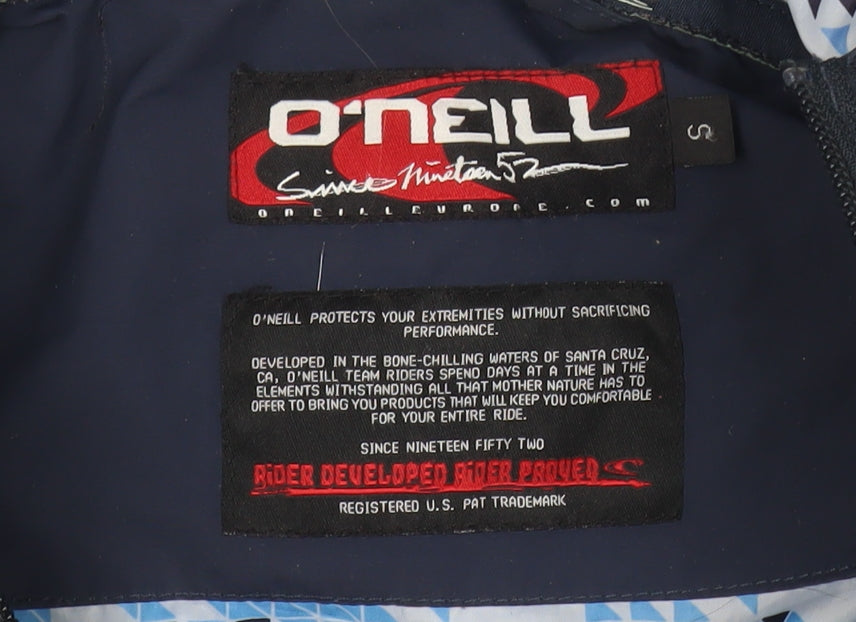 O'NEILL
S
Since Nineteen 52
ONEILLEUROPE.COM
O'NEILL PROTECTS YOUR EXTREMITIES WITHOUT SACRIFICING
PERFORMANCE.
DEVELOPED IN THE BONE-CHILLING WATERS OF SANTA CRUZ,
CA, O'NEILL TEAM RIDERS SPEND DAYS AT A TIME IN THE
ELEMENTS WITHSTANDING ALL THAT MOTHER NATURE HAS TO
OFFER TO BRING YOU PRODUCTS THAT WILL KEEP YOU COMFORTABLE
FOR YOUR ENTIRE RIDE.
SINCE NINETEEN FIFTY TWO
RiDER DEVELOPED RiDER PROVED
REGISTERED U.S. PAT TRADEMARK